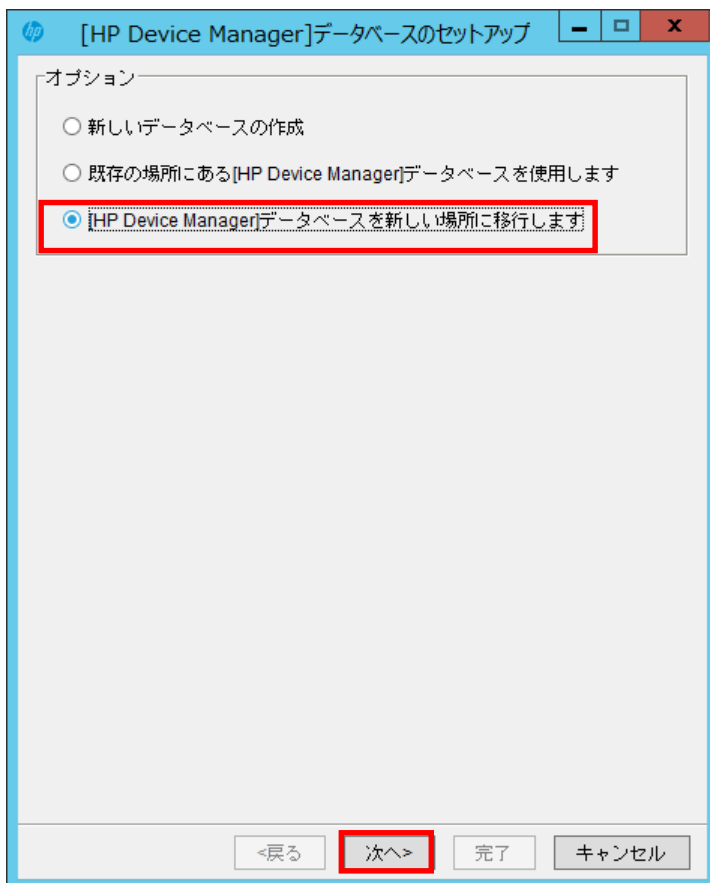 [HP Device Manager]データベースのセットアップ
オプション
新しいデータベースの作成
既存の場所にある[HP Device Manager]データベースを使用します
[HP Device Manager]データベースを新しい場所に移行します
<戻る 次へ> 完了 キャンセル